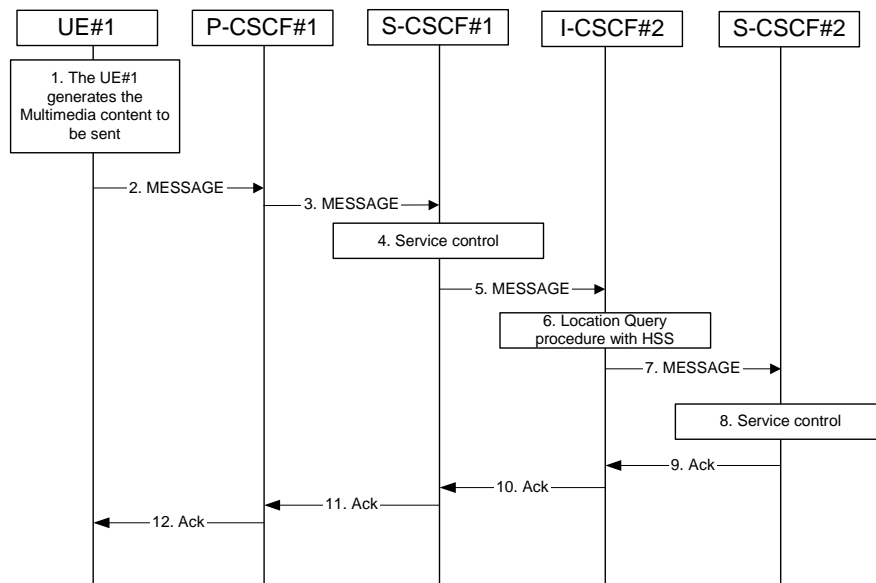 UE#1
P-CSCF#1
S-CSCF#1
I-CSCF#2
S-CSCF#2
1. The UE#1
generates the
Multimedia content to
be sent
2. MESSAGE
3. MESSAGE
4. Service control
5. MESSAGE
6. Location Query
procedure with HSS
7. MESSAGE
8. Service control
9. Ack
10. Ack
11. Ack
12. Ack